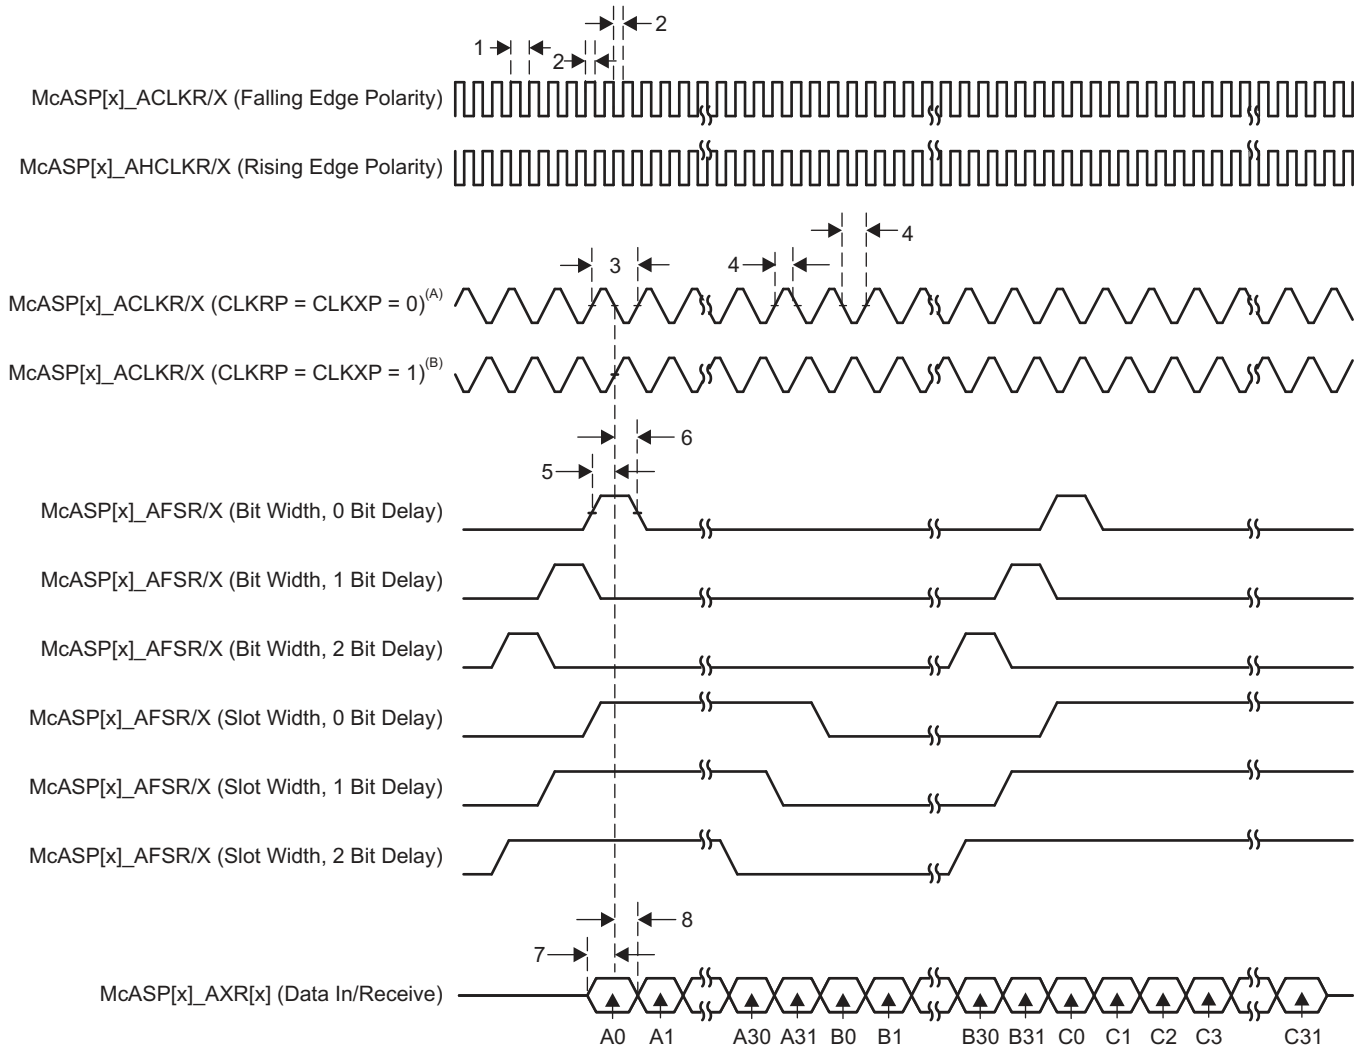 2
1
2
McASP[x]_ACLKR/X (Falling Edge Polarity)
McASP[x]_AHCLKR/X (Rising Edge Polarity)
4
3
4
McASP[x]_ACLKR/X (CLKRP = CLKXP = 0)(A)
McASP[x]_ACLKR/X (CLKRP = CLKXP = 1)(B)
6
5
McASP[x]_AFSR/X (Bit Width, 0 Bit Delay)
McASP[x]_AFSR/X (Bit Width, 1 Bit Delay)
McASP[x]_AFSR/X (Bit Width, 2 Bit Delay)
McASP[x]_AFSR/X (Slot Width, 0 Bit Delay)
McASP[x]_AFSR/X (Slot Width, 1 Bit Delay)
McASP[x]_AFSR/X (Slot Width, 2 Bit Delay)
8
7
McASP[x]_AXR[x] (Data In/Receive)
A0 A1 A30 A31 B0 B1 B30 B31 C0 C1 C2 C3 C31